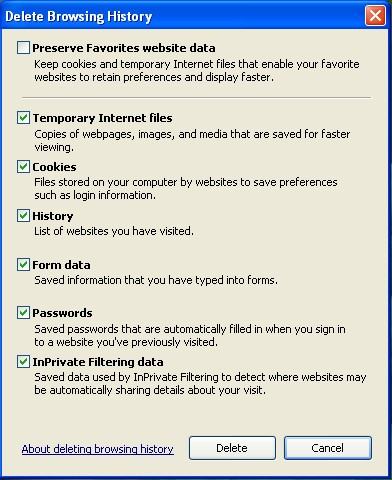 Delete Browsing History
Preserve Favorites website data
Keep cookies and temporary Internet files that enable your favorite
websites to retain preferences and display faster.
Temporary Internet files
Copies of webpages, images, and media that are saved for faster
viewing.
Cookies
Files stored on your computer by websites to save preferences
such as login information.
History
List of websites you have visited.
Form data
Saved information that you have typed into forms.
Passwords
Saved passwords that are automatically filled in when you sign in
to a website you've previously visited.
InPrivate Filtering data
Saved data used by InPrivate Filtering to detect where websites may
be automatically sharing details about your visit.
About deleting browsing history
Delete
Cancel